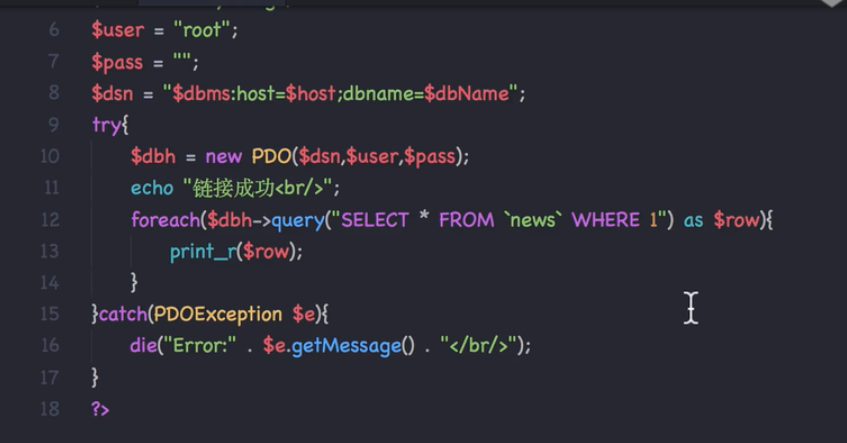 6 $user = "root";
7 $pass = "";
8 $dsn = "$dbms:host=$host;dbname=$dbName";
9 try{
10 $dbh = new PDO($dsn,$user,$pass);
11 echo "链接成功<br/>";
12 foreach($dbh->query("SELECT * FROM `news` WHERE 1") as $row){
13 print_r($row);
14 }
15 }catch(PDOException $e){
16 die("Error:" . $e.getMessage() . "</br/>");
17 }
18 ?>